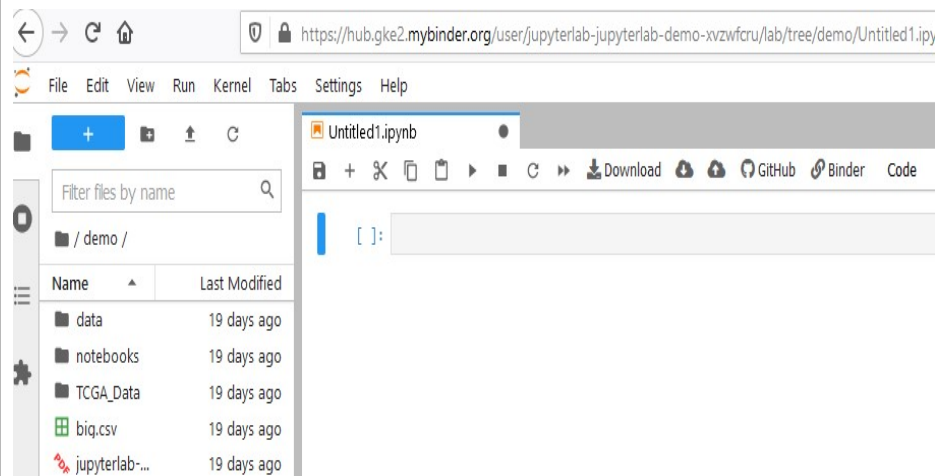 https://hub.gke2.mybinder.org/user/jupyterlab-jupyterlab-demo-xvzwfcru/lab/tree/demo/Untitled1.ipy
File Edit View Run Kernel Tabs Settings Help
Untitled1.ipynb
Download GitHub Binder Code
Filter files by name
/ demo /
[ ]:
Name Last Modified
data 19 days ago
notebooks 19 days ago
TCGA_Data 19 days ago
big.csv 19 days ago
PDF jupyterlab-... 19 days ago